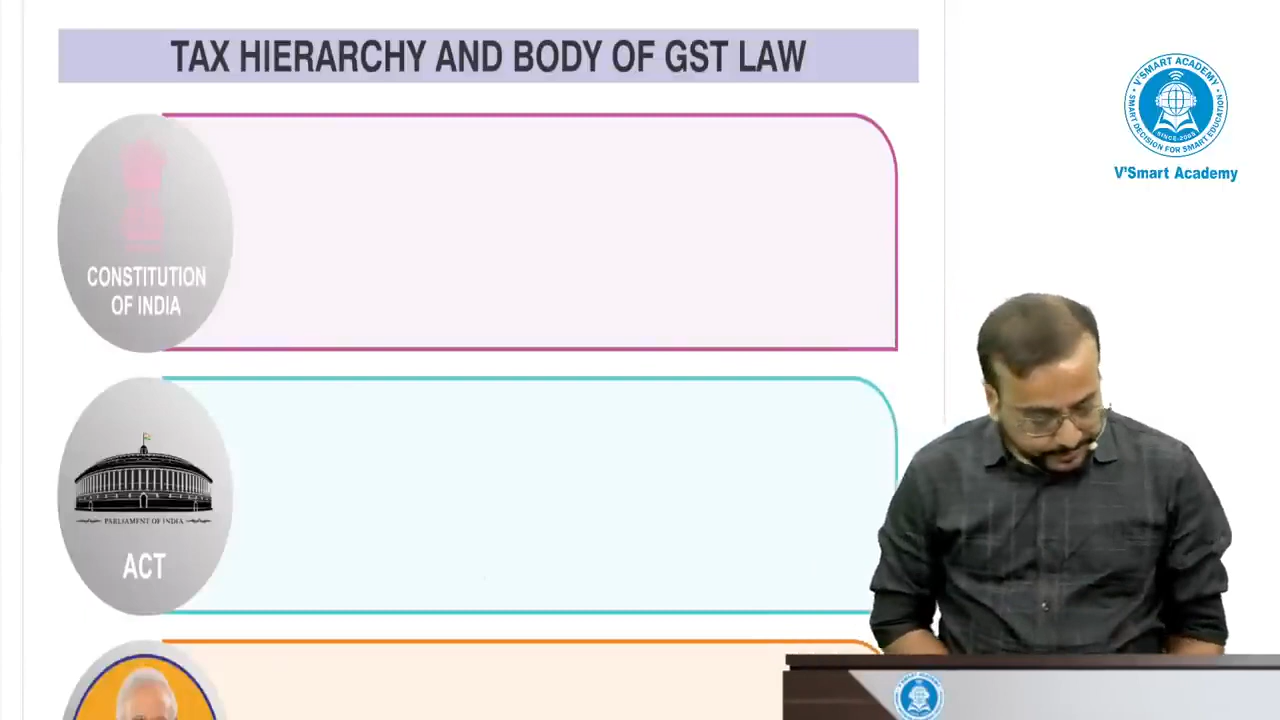 TAX HIERARCHY AND BODY OF GST LAW
V'SMART ACADEMY
SMART DECISION FOR SMART EDUCATION
SINCE-2005
V'Smart Academy
CONSTITUTION
OF INDIA
PARLIAMENT OF INDIA
ACT